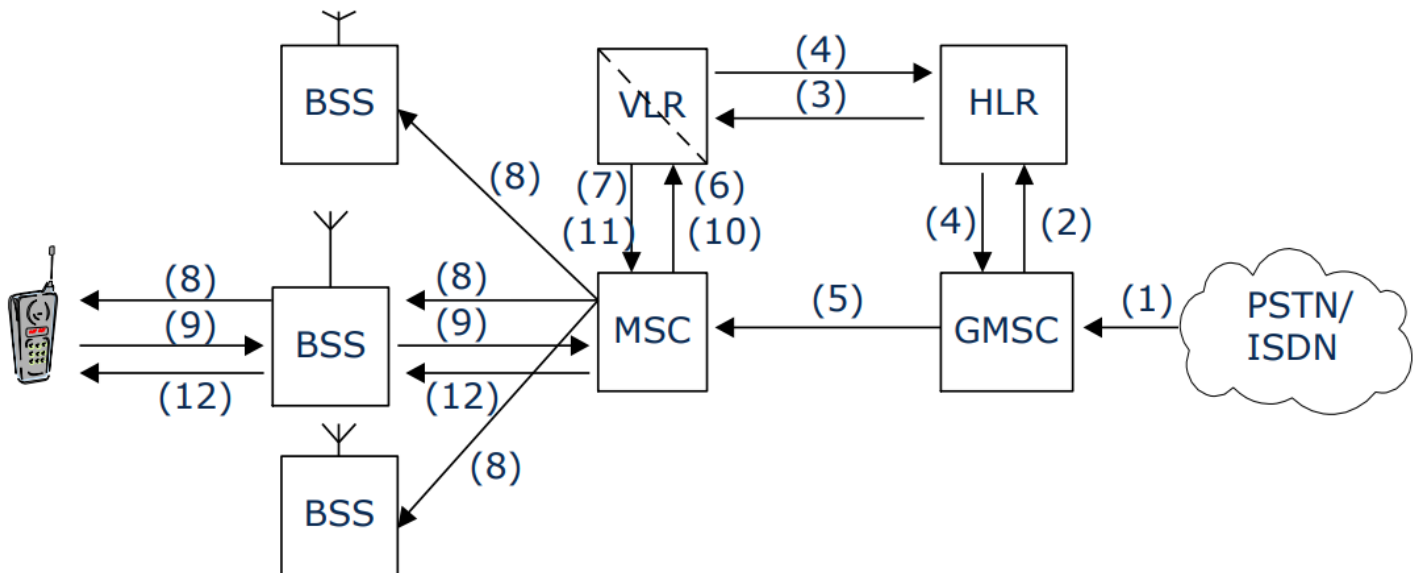 (4)
BSS
VLR
(3)
HLR
(8)
(7)
(6)
(11)
(10)
(4)
(2)
(8)
(8)
(5)
(1)
PSTN/
ISDN
(9)
BSS
(9)
MSC
GMSC
(12)
(12)
(8)
BSS